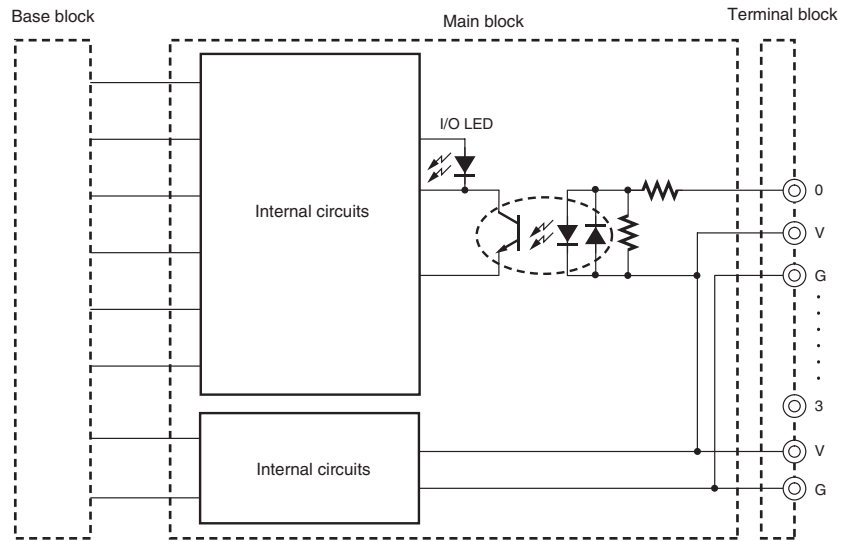 Base block
Main block
Terminal block
I/O LED
Internal circuits
0
V
G
3
Internal circuits
V
G